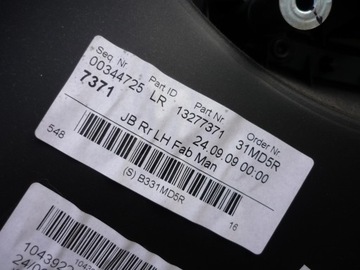 Seq Nr Part ID Part Nr Order Nr
00344725 LR 13277371 31MD5R
7371 24.09.09 00:00
JB Rr LH Fab Man
548 (S) B331MD5R 16